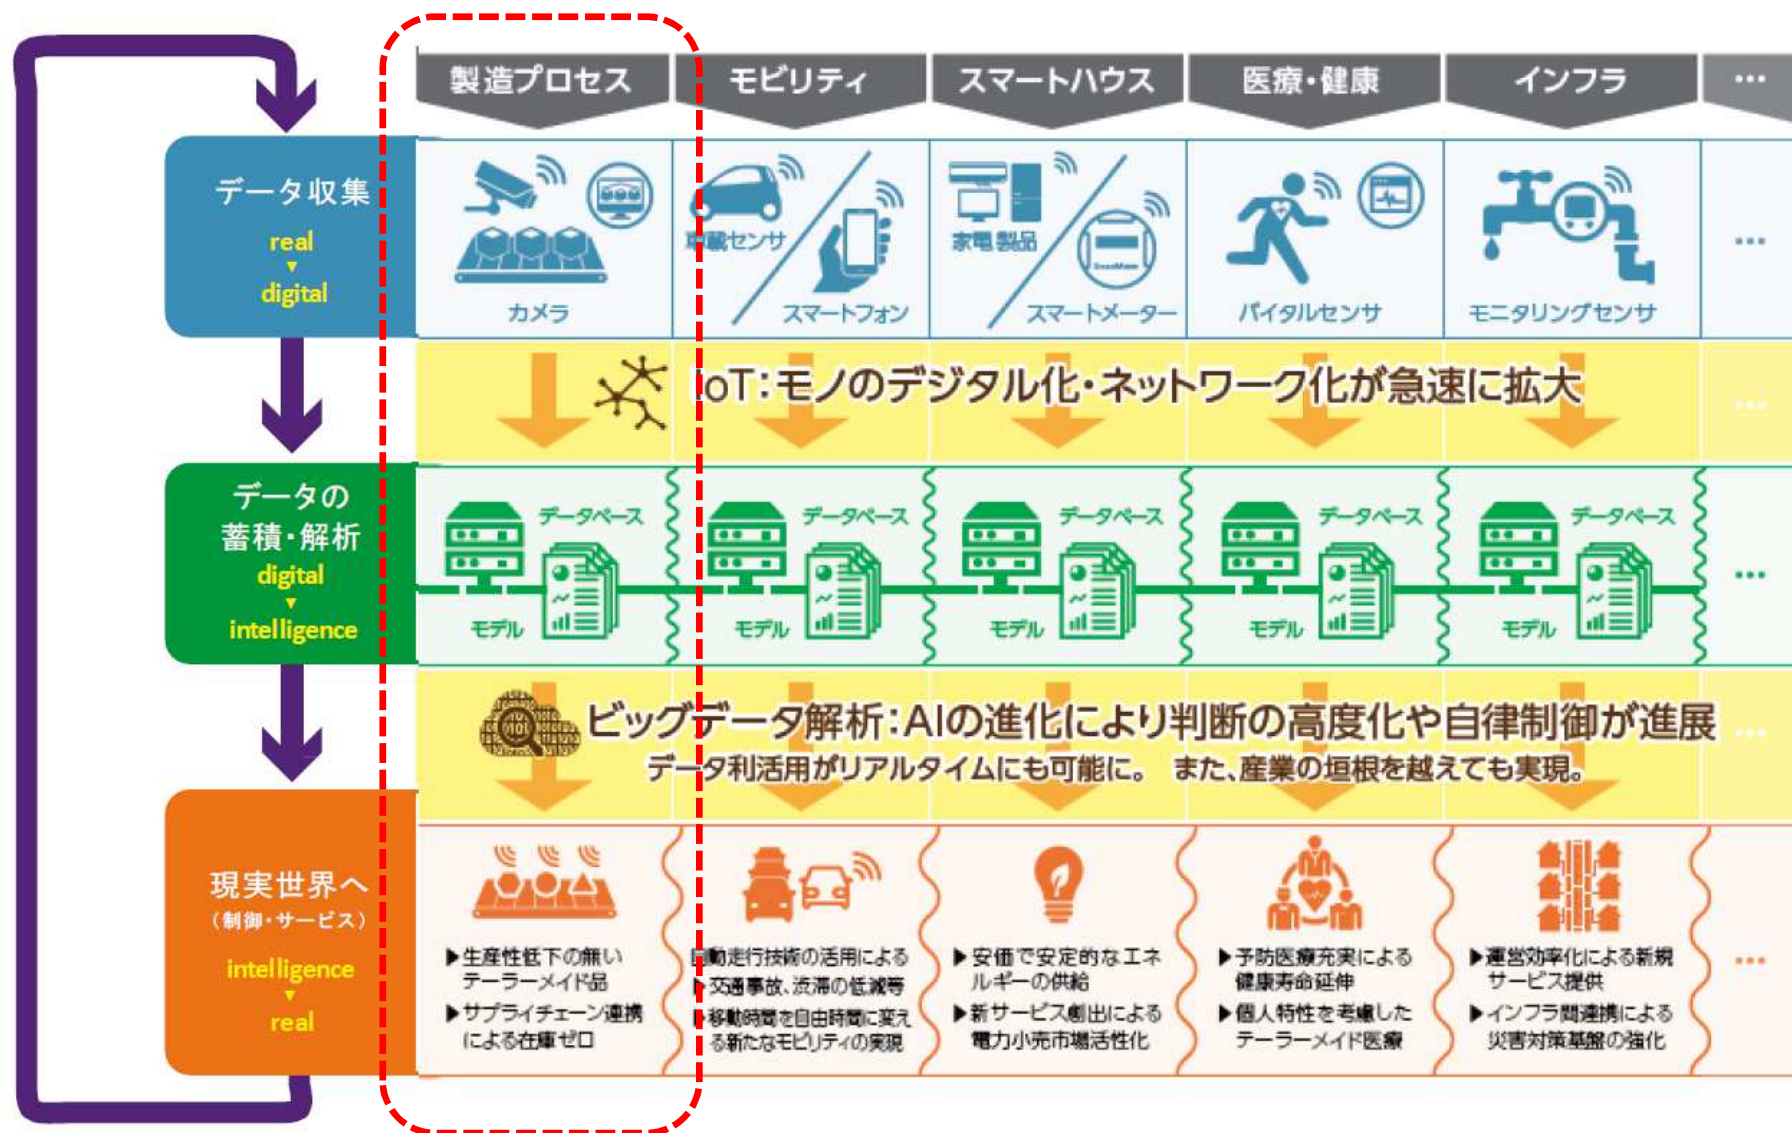 製造プロセス
モビリティ
スマートハウス
医療・健康
インフラ
…
データ収集
real
▼
digital
カメラ
車載センサ
スマートフォン
家電製品
スマートメーター
バイタルセンサ
モニタリングセンサ
…
IoT：モノのデジタル化・ネットワーク化が急速に拡大
…
データの
蓄積・解析
digital
▼
intelligence
データベース
モデル
データベース
モデル
データベース
モデル
データベース
モデル
データベース
モデル
…
ビッグデータ解析：AIの進化により判断の高度化や自律制御が進展
データ利活用がリアルタイムにも可能に。 また、産業の垣根を越えても実現。
…
現実世界へ
（制御・サービス）
intelligence
▼
real
▶生産性低下の無い
テーラーメイド品
▶サプライチェーン連携
による在庫ゼロ
自動走行技術の活用による
▶交通事故、渋滞の低減等
▶移動時間を自由時間に変え
る新たなモビリティの実現
▶安価で安定的なエネ
ルギーの供給
▶新サービス創出による
電力小売市場活性化
▶予防医療充実による
健康寿命延伸
▶個人特性を考慮した
テーラーメイド医療
▶運営効率化による新規
サービス提供
▶インフラ間連携による
災害対策基盤の強化
…